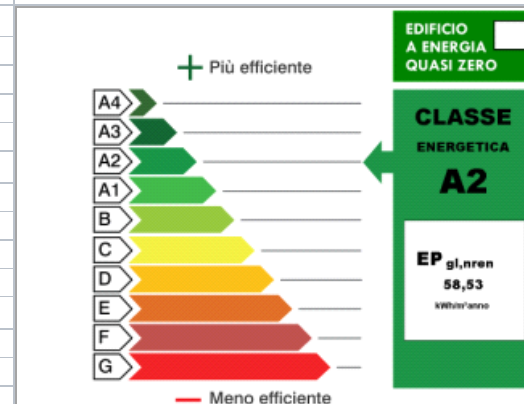 EDIFICIO
A ENERGIA
QUASI ZERO
+ Più efficiente
A4
A3
A2
A1
B
C
D
E
F
G
— Meno efficiente
CLASSE
ENERGETICA
A2
EP gl,nren
58,53
kWh/m²anno